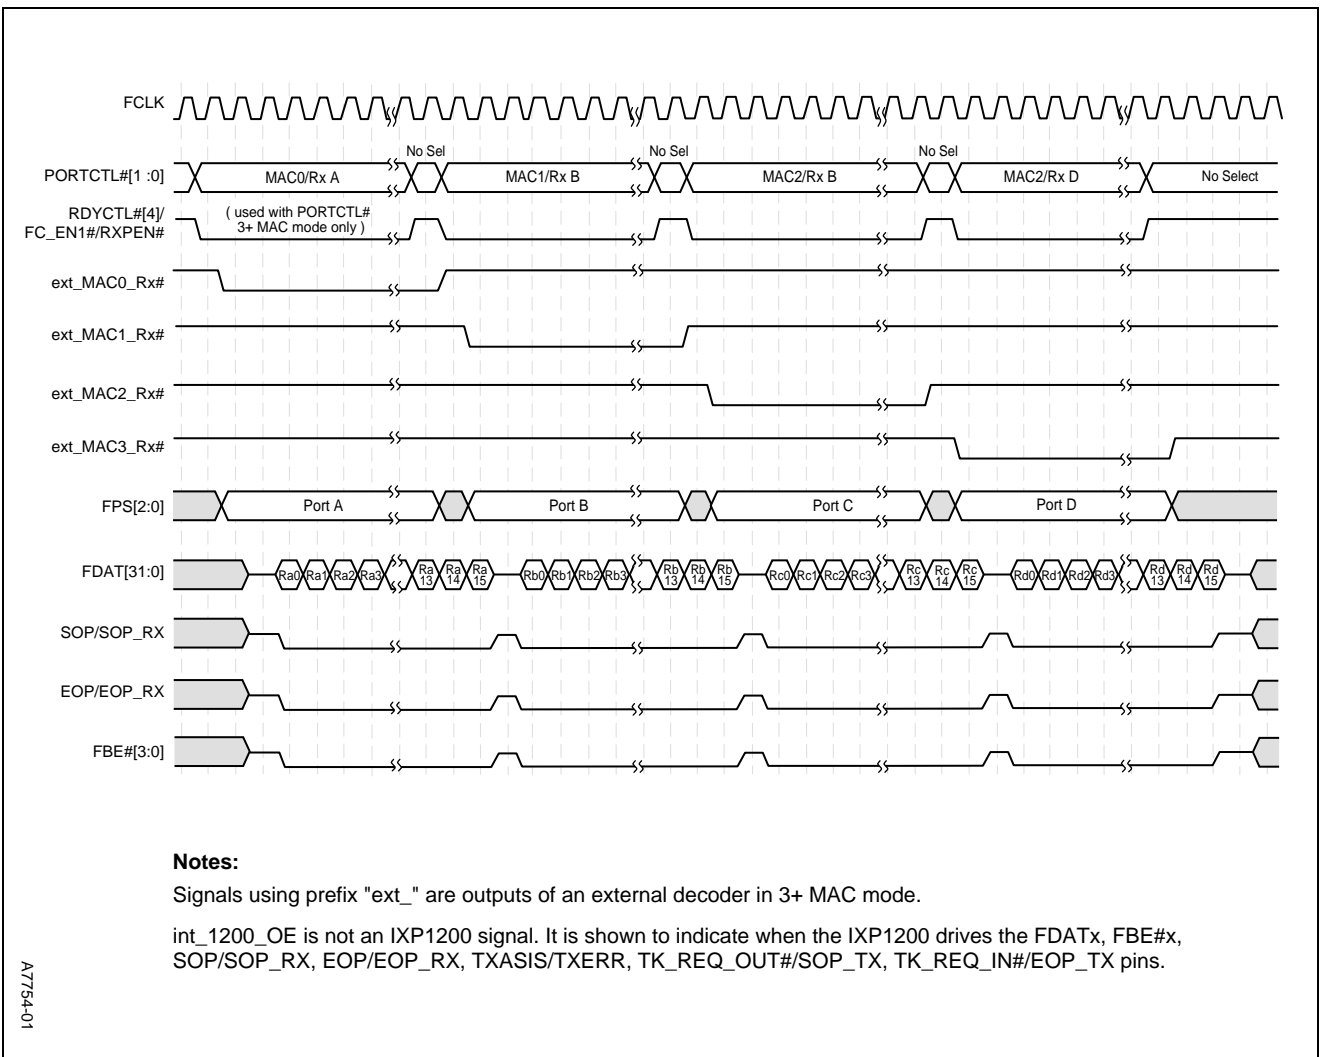 FCLK
No Sel No Sel No Sel
PORTCTL#[1 :0] MAC0/Rx A MAC1/Rx B MAC2/Rx B MAC2/Rx D No Select
RDYCTL#[4]/
FC_EN1#/RXPEN#
( used with PORTCTL#
3+ MAC mode only )
ext_MAC0_Rx#
ext_MAC1_Rx#
ext_MAC2_Rx#
ext_MAC3_Rx#
FPS[2:0] Port A Port B Port C Port D
FDAT[31:0] Ra0 Ra1 Ra2 Ra3 Ra 13 Ra 14 Ra 15 Rb0 Rb1 Rb2 Rb3 Rb 13 Rb 14 Rb 15 Rc0 Rc1 Rc2 Rc3 Rc 13 Rc 14 Rc 15 Rd0 Rd1 Rd2 Rd3 Rd 13 Rd 14 Rd 15
SOP/SOP_RX
EOP/EOP_RX
FBE#[3:0]
Notes:
Signals using prefix "ext_" are outputs of an external decoder in 3+ MAC mode.
int_1200_OE is not an IXP1200 signal. It is shown to indicate when the IXP1200 drives the FDATx, FBE#x,
SOP/SOP_RX, EOP/EOP_RX, TXASIS/TXERR, TK_REQ_OUT#/SOP_TX, TK_REQ_IN#/EOP_TX pins.
A7754-01